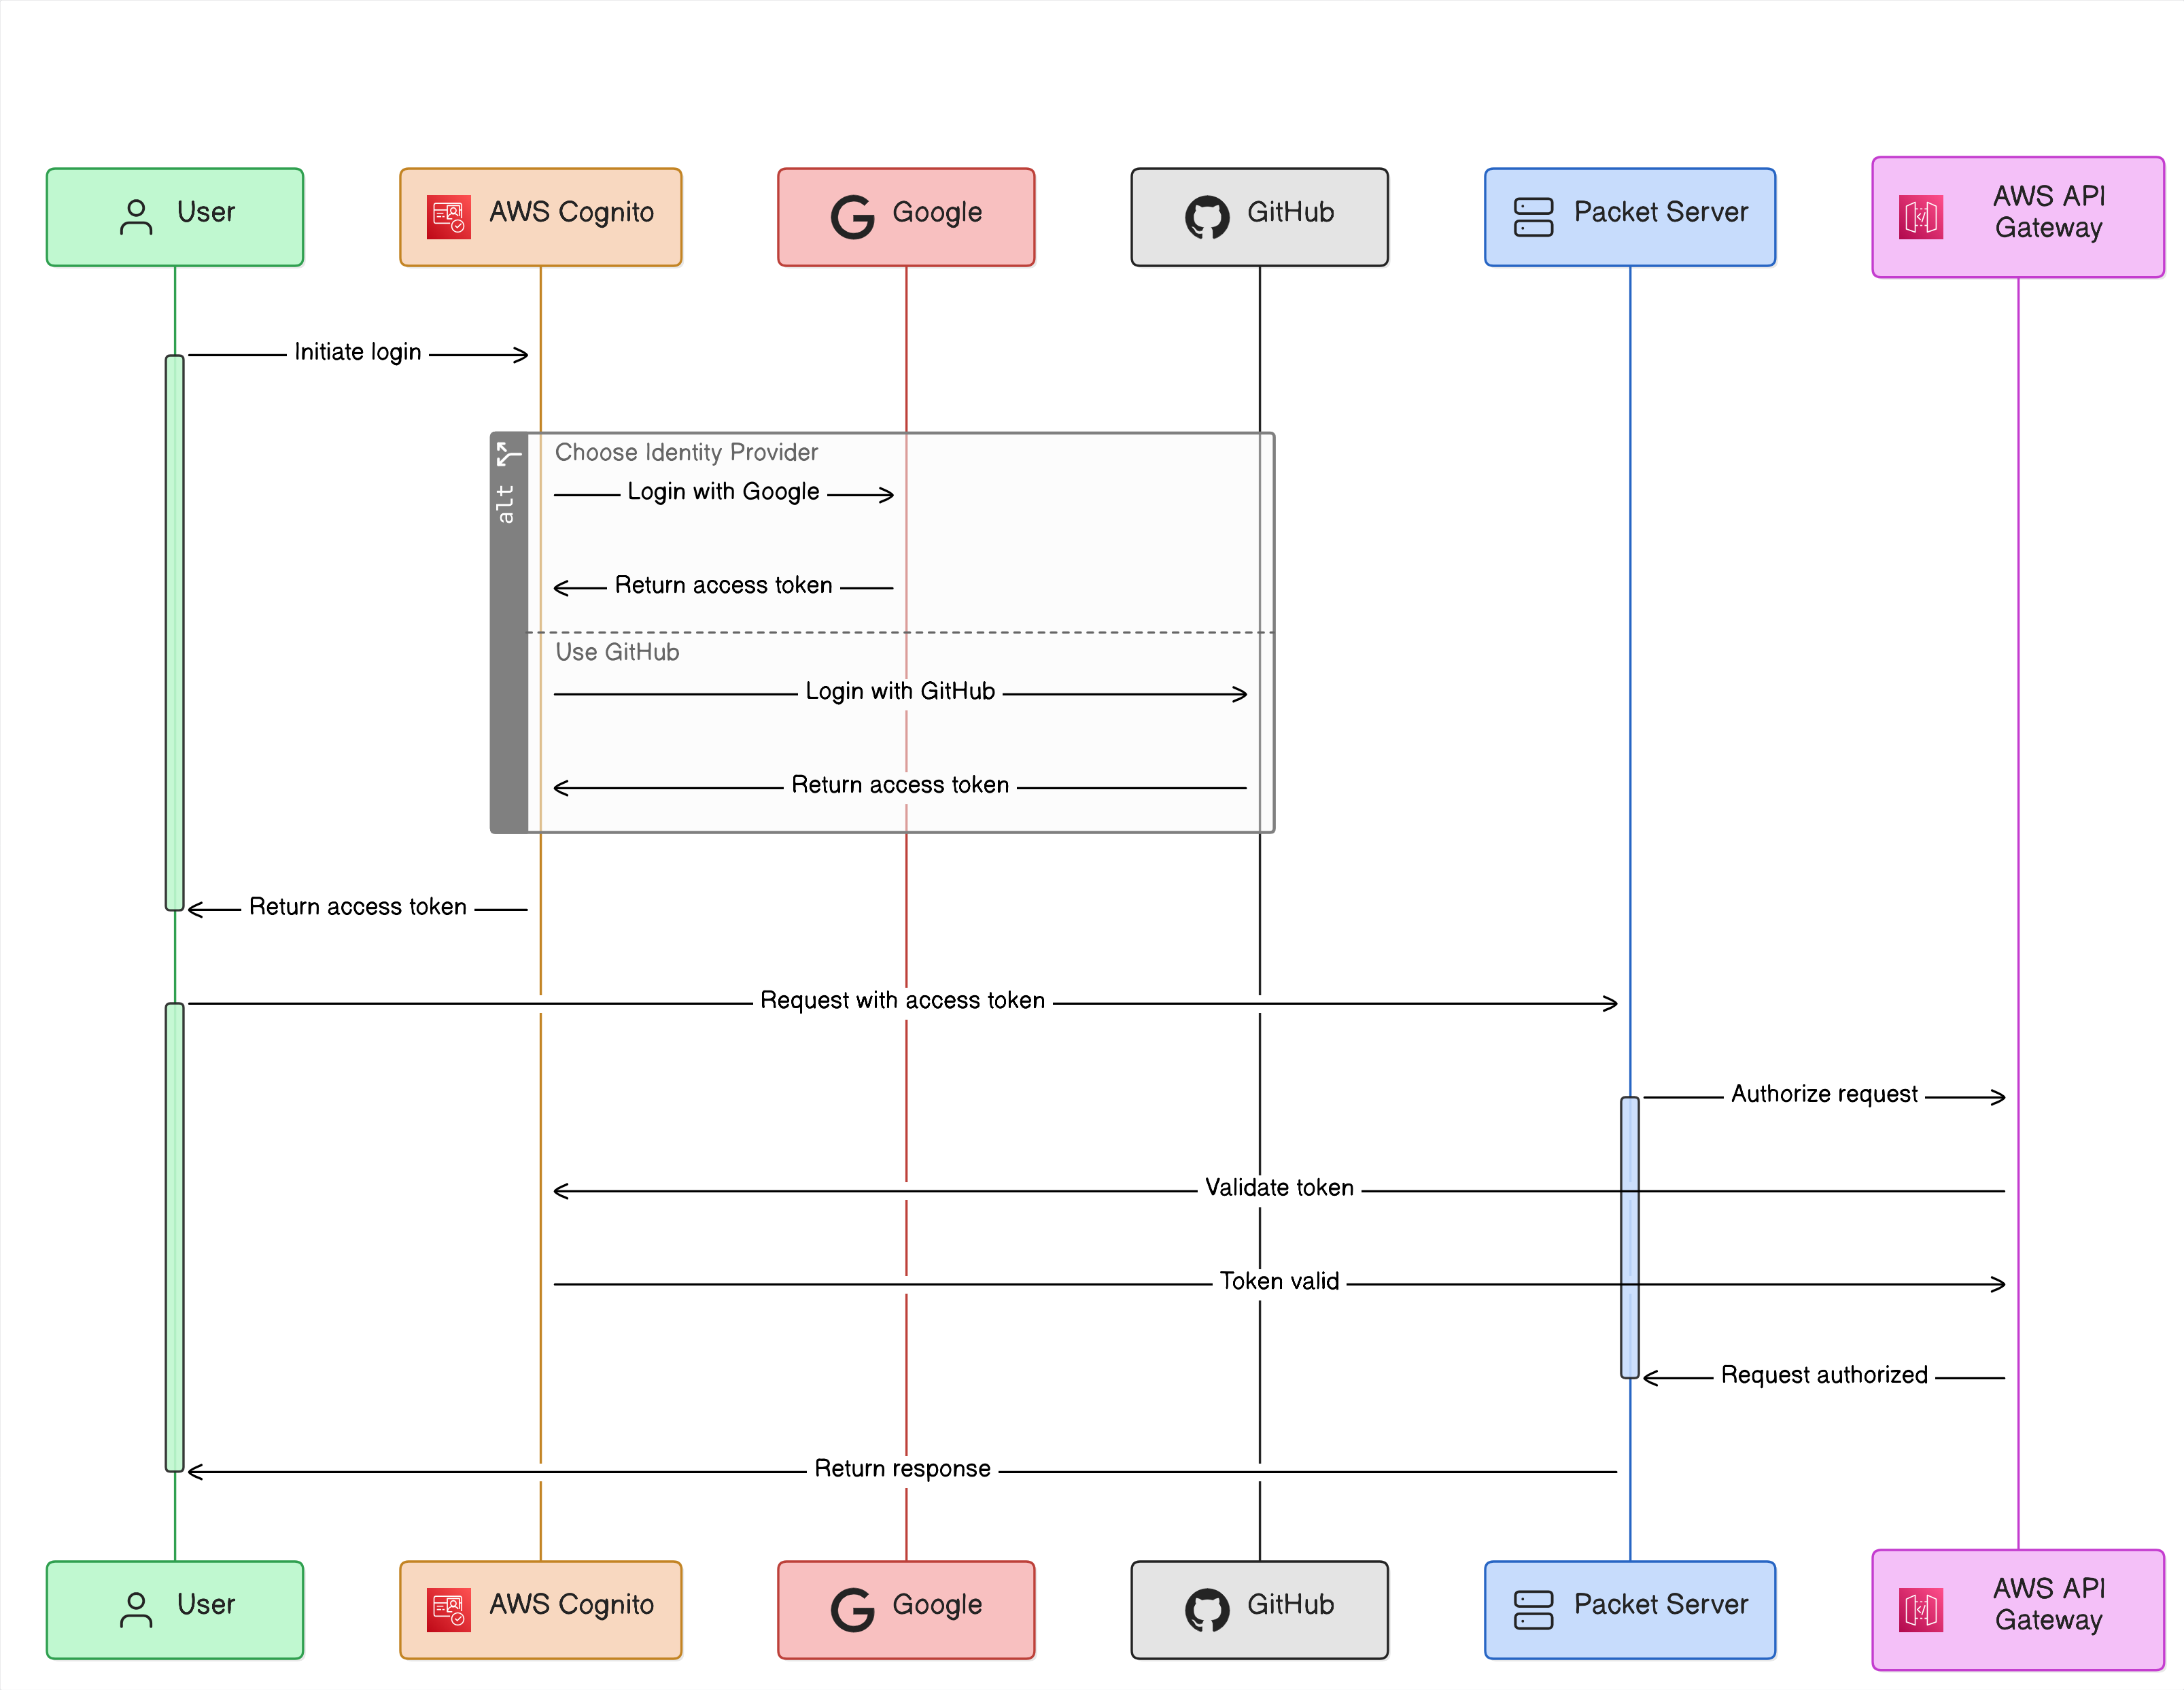 User
AWS Cognito
Google
GitHub
Packet Server
AWS API
Gateway
Initiate login
alt
Choose Identity Provider
Login with Google
Return access token
Use GitHub
Login with GitHub
Return access token
Return access token
Request with access token
Authorize request
Validate token
Token valid
Request authorized
Return response
User
AWS Cognito
Google
GitHub
Packet Server
AWS API
Gateway